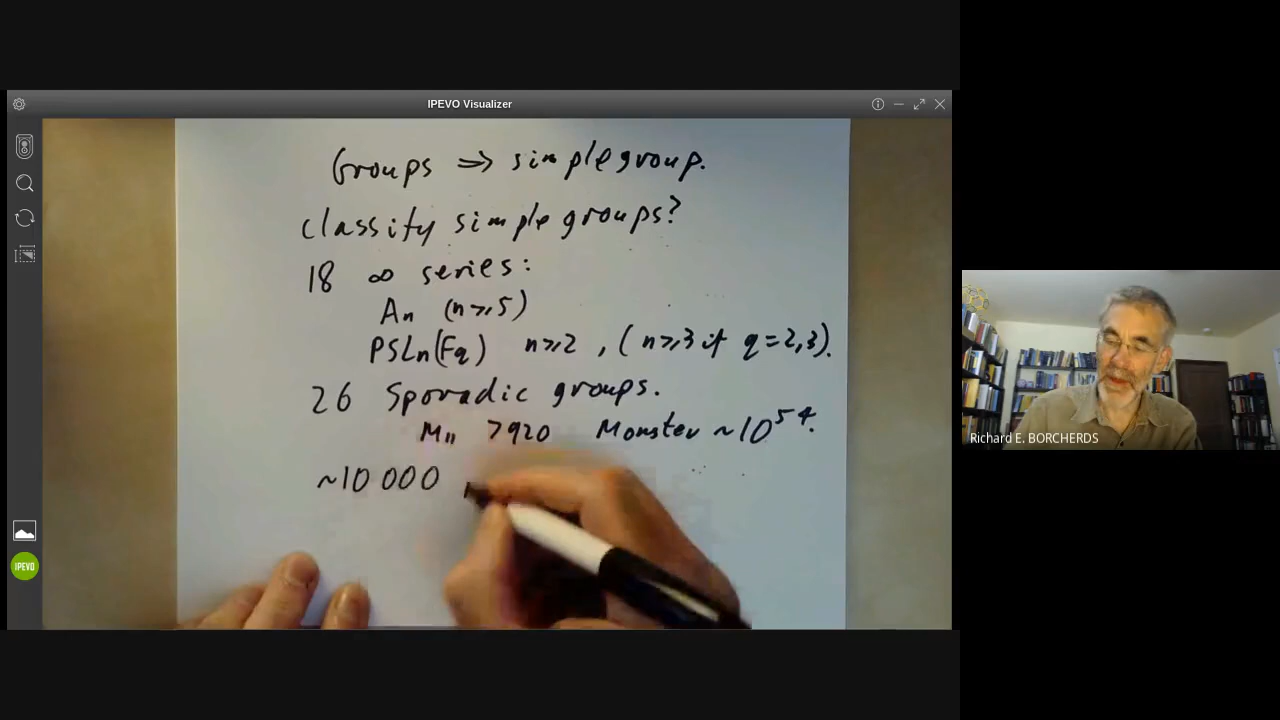 IPEVO Visualizer
Groups ⇒ simple group.
classify simple groups?
18 ∞ series:
An (n≥5)
PSLn(Fq) n≥2, (n≥3 if q=2,3).
26 Sporadic groups.
M11 7920 Monster ~10^54.
~10 000
IPEVO
Richard E. BORCHERDS